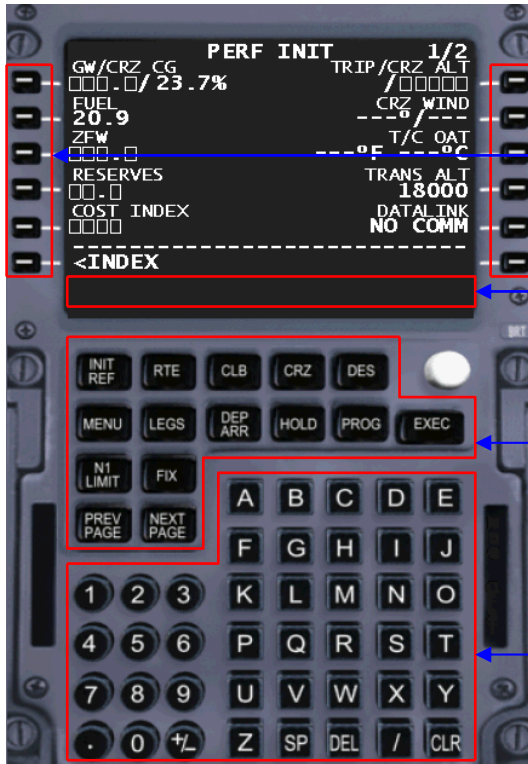 PERF INIT 1/2
GW/CRZ CG TRIP/CRZ ALT
□□□.□/23.7% /□□□□□
FUEL CRZ WIND
20.9 ---°/---
ZFW T/C OAT
□□□.□ ---°F ---°C
RESERVES TRANS ALT
□□.□ 18000
COST INDEX DATALINK
□□□□ NO COMM
--------------------------
<INDEX
BRT
INIT REF RTE CLB CRZ DES
MENU LEGS DEP ARR HOLD PROG EXEC
N1 LIMIT FIX
PREV PAGE NEXT PAGE
A B C D E
F G H I J
1 2 3 K L M N O
4 5 6 P Q R S T
7 8 9 U V W X Y
. 0 +/- Z SP DEL / CLR